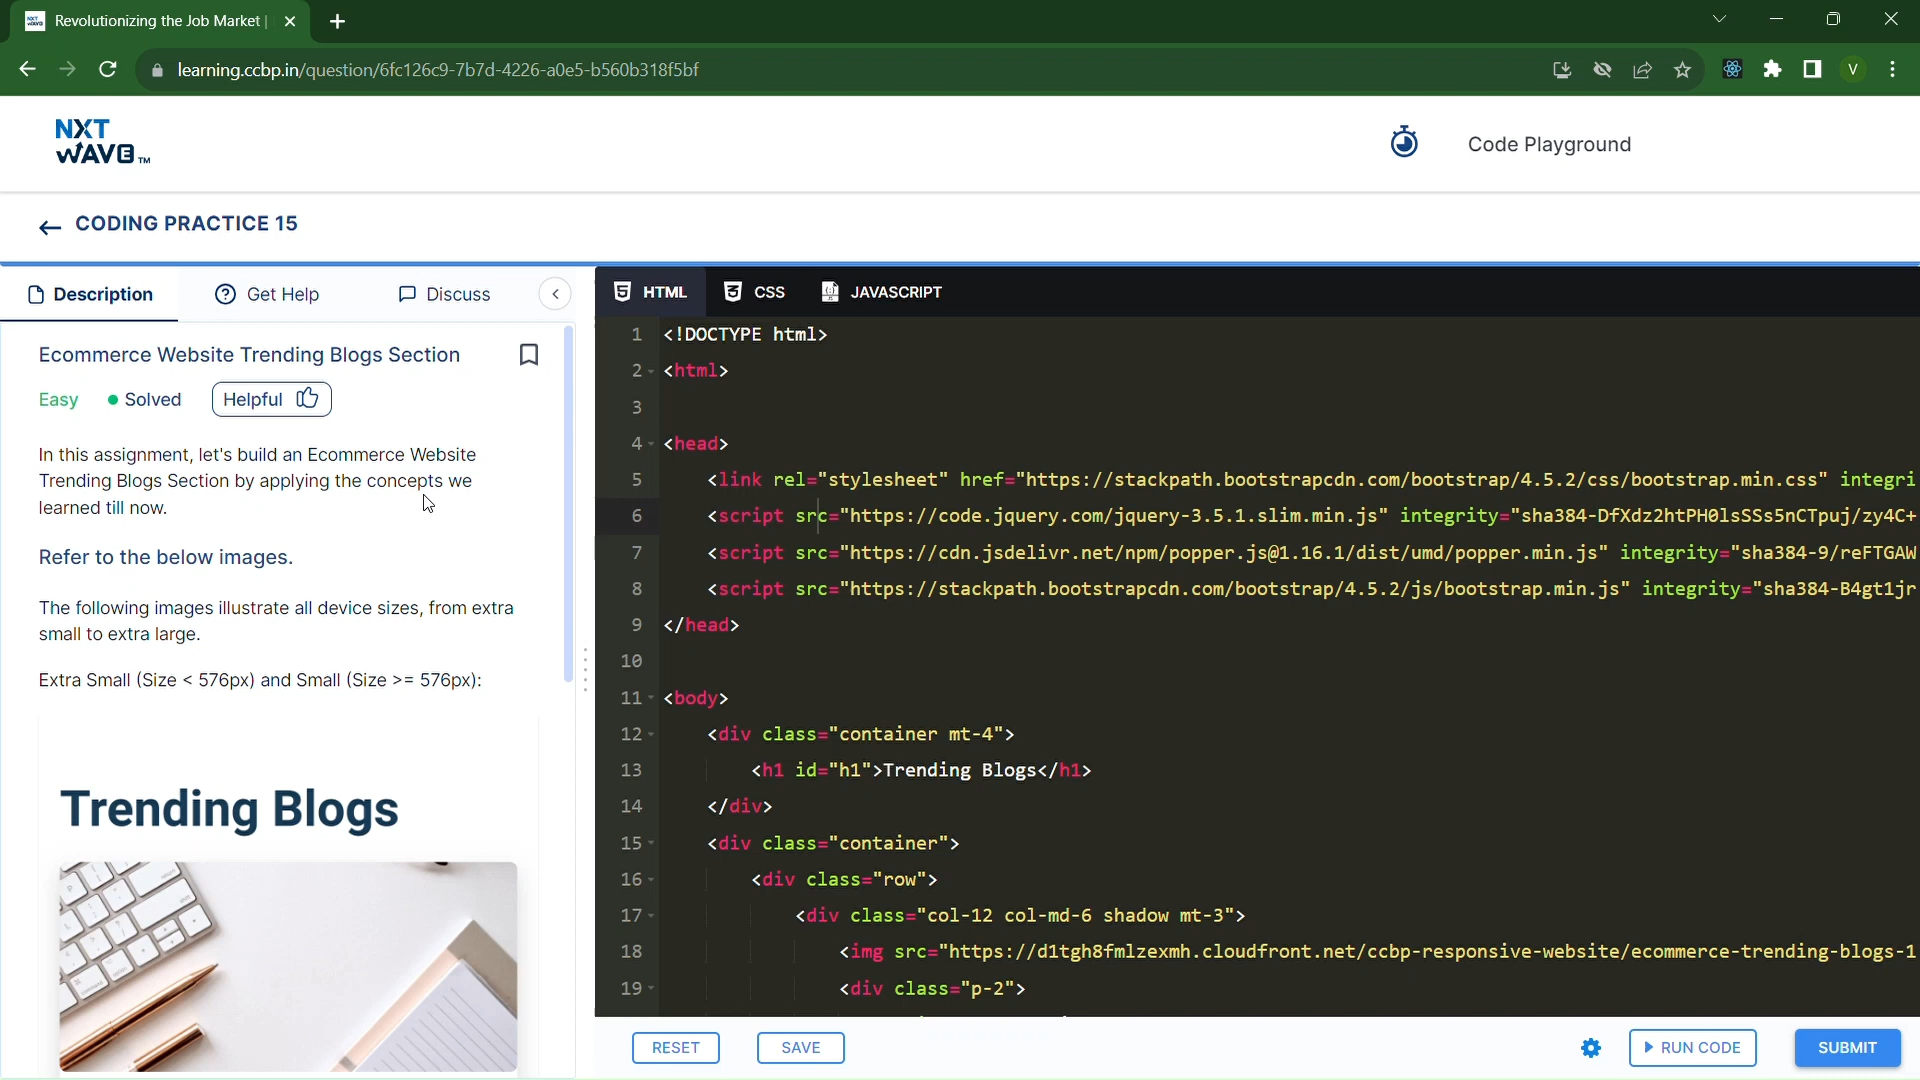 Revolutionizing the Job Market |
learning.ccbp.in/question/6fc126c9-7b7d-4226-a0e5-b560b318f5bf
V
NXT
WAVE TM
Code Playground
CODING PRACTICE 15
Description
Get Help
Discuss
HTML
CSS
JAVASCRIPT
Ecommerce Website Trending Blogs Section
Easy
Solved
Helpful
In this assignment, let's build an Ecommerce Website
Trending Blogs Section by applying the concepts we
learned till now.
Refer to the below images.
The following images illustrate all device sizes, from extra
small to extra large.
Extra Small (Size < 576px) and Small (Size >= 576px):
Trending Blogs
1 <!DOCTYPE html>
2 <html>
3
4 <head>
5 <link rel="stylesheet" href="https://stackpath.bootstrapcdn.com/bootstrap/4.5.2/css/bootstrap.min.css" integri
6 <script src="https://code.jquery.com/jquery-3.5.1.slim.min.js" integrity="sha384-DfXdz2htPH0lsSSs5nCTpuj/zy4C+
7 <script src="https://cdn.jsdelivr.net/npm/popper.js@1.16.1/dist/umd/popper.min.js" integrity="sha384-9/reFTGAW
8 <script src="https://stackpath.bootstrapcdn.com/bootstrap/4.5.2/js/bootstrap.min.js" integrity="sha384-B4gt1jr
9 </head>
10
11 <body>
12 <div class="container mt-4">
13 <h1 id="h1">Trending Blogs</h1>
14 </div>
15 <div class="container">
16 <div class="row">
17 <div class="col-12 col-md-6 shadow mt-3">
18 <img src="https://d1tgh8fmlzexmh.cloudfront.net/ccbp-responsive-website/ecommerce-trending-blogs-1
19 <div class="p-2">
RESET
SAVE
RUN CODE
SUBMIT